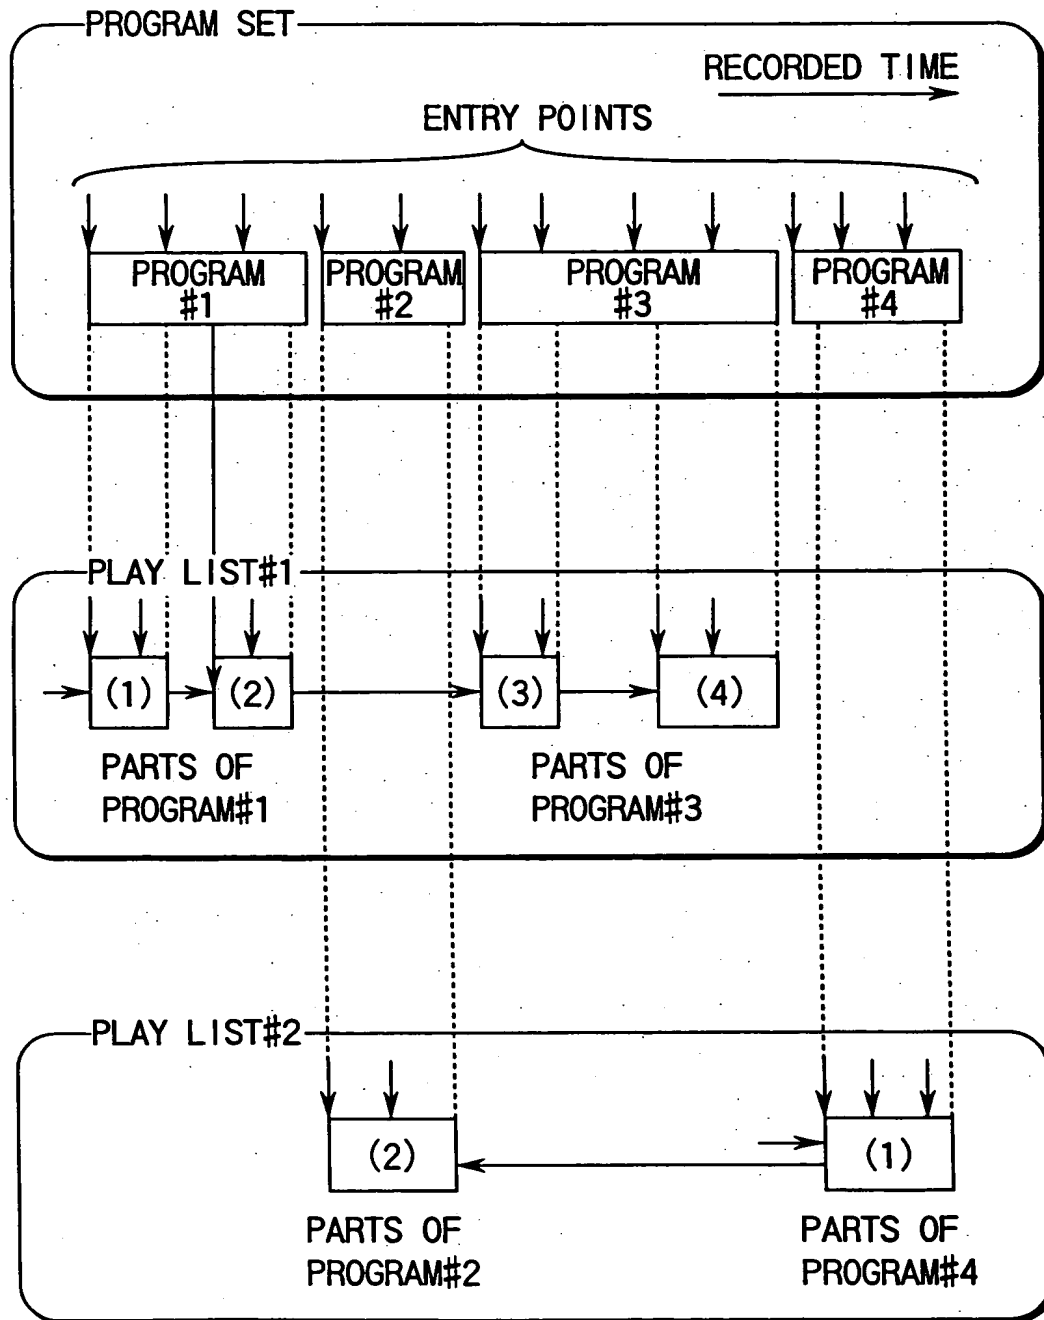 PROGRAM SET
RECORDED TIME
ENTRY POINTS
PROGRAM
#1
PROGRAM
#2
PROGRAM
#3
PROGRAM
#4
PLAY LIST#1
(1)
(2)
(3)
(4)
PARTS OF
PROGRAM#1
PARTS OF
PROGRAM#3
PLAY LIST#2
(2)
(1)
PARTS OF
PROGRAM#2
PARTS OF
PROGRAM#4